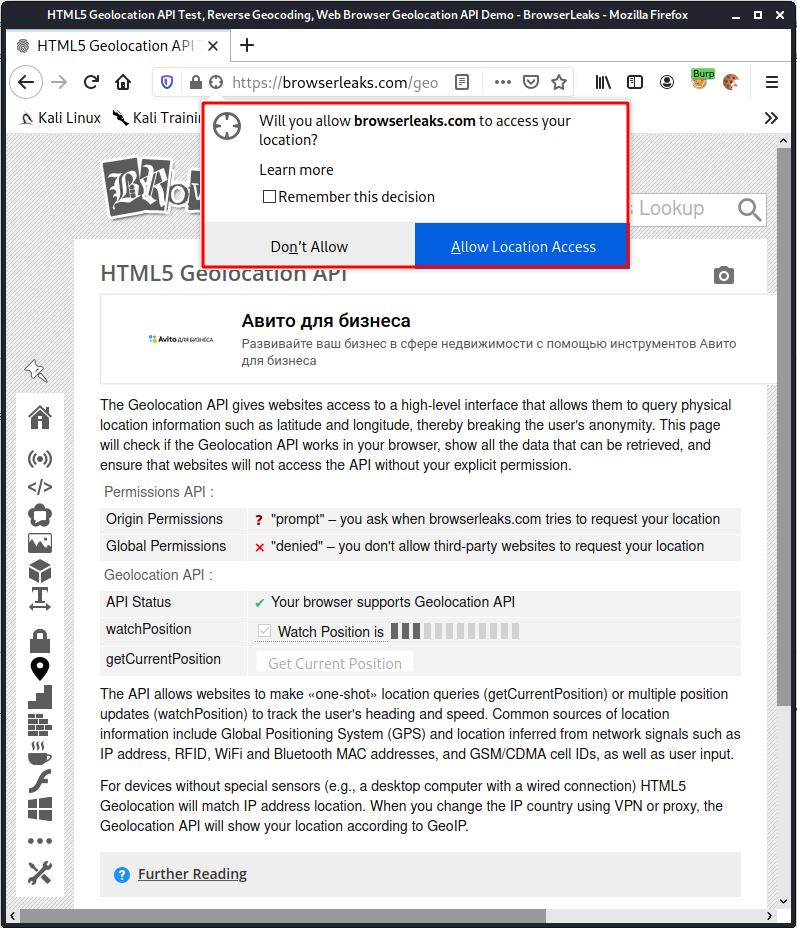 HTML5 Geolocation API Test, Reverse Geocoding, Web Browser Geolocation API Demo - BrowserLeaks - Mozilla Firefox
HTML5 Geolocation API T
https://browserleaks.com/geo
Burp
Kali Linux
Kali Trainin
Will you allow browserleaks.com to access your
location?
Learn more
Remember this decision
Don't Allow
Allow Location Access
BRow
s Lookup
HTML5 Geolocation API
Avito для бизнеса
Авито для бизнеса
Развивайте ваш бизнес в сфере недвижимости с помощью инструментов Авито
для бизнеса
The Geolocation API gives websites access to a high-level interface that allows them to query physical
location information such as latitude and longitude, thereby breaking the user's anonymity. This page
will check if the Geolocation API works in your browser, show all the data that can be retrieved, and
ensure that websites will not access the API without your explicit permission.
Permissions API :
Origin Permissions ? "prompt" – you ask when browserleaks.com tries to request your location
Global Permissions × "denied" – you don't allow third-party websites to request your location
Geolocation API :
API Status ✔ Your browser supports Geolocation API
watchPosition Watch Position is
getCurrentPosition Get Current Position
The API allows websites to make «one-shot» location queries (getCurrentPosition) or multiple position
updates (watchPosition) to track the user's heading and speed. Common sources of location
information include Global Positioning System (GPS) and location inferred from network signals such as
IP address, RFID, WiFi and Bluetooth MAC addresses, and GSM/CDMA cell IDs, as well as user input.
For devices without special sensors (e.g., a desktop computer with a wired connection) HTML5
Geolocation will match IP address location. When you change the IP country using VPN or proxy, the
Geolocation API will show your location according to GeoIP.
? Further Reading